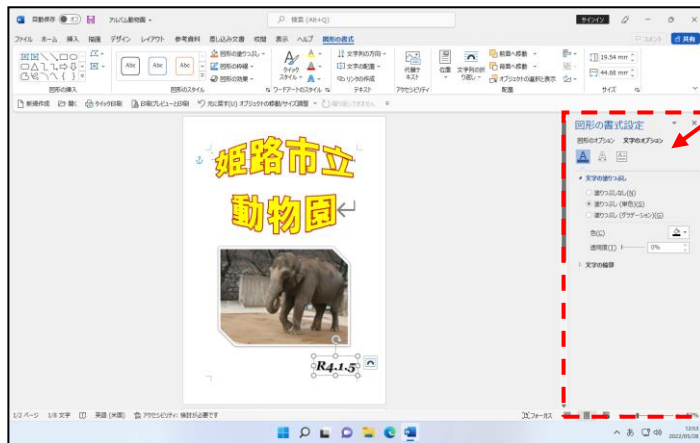 自動保存 アルバム動物園 検索 (Alt+Q) サインイン
ファイル ホーム 挿入 描画 デザイン レイアウト 参考資料 差し込み文書 校閲 表示 ヘルプ 図形の書式 コメント 共有
Abc Abc Abc
図形の塗りつぶし
図形の枠線
図形の効果
クイック スタイル
文字列の方向
文字の配置
リンクの作成
代替テキスト
位置
文字列の折り返し
前面へ移動
背面へ移動
オブジェクトの選択と表示
19.54 mm
44.68 mm
図形の挿入 図形のスタイル ワードアートのスタイル テキスト アクセシビリティ 配置 サイズ
新規作成 開く クイック印刷 印刷プレビューと印刷 元に戻す(U) オブジェクトの移動/サイズ調整
姫路市立
動物園
R4.1.5
図形の書式設定
図形のオプション 文字のオプション
文字の塗りつぶし
塗りつぶしなし(N)
塗りつぶし (単色)(S)
塗りつぶし (グラデーション)(G)
色(C)
透明度(T) 0%
文字の輪郭
1/2 ページ 1/8 文字 英語 (米国) アクセシビリティ: 検討が必要です フォーカス
あ 12:53
2022/05/28